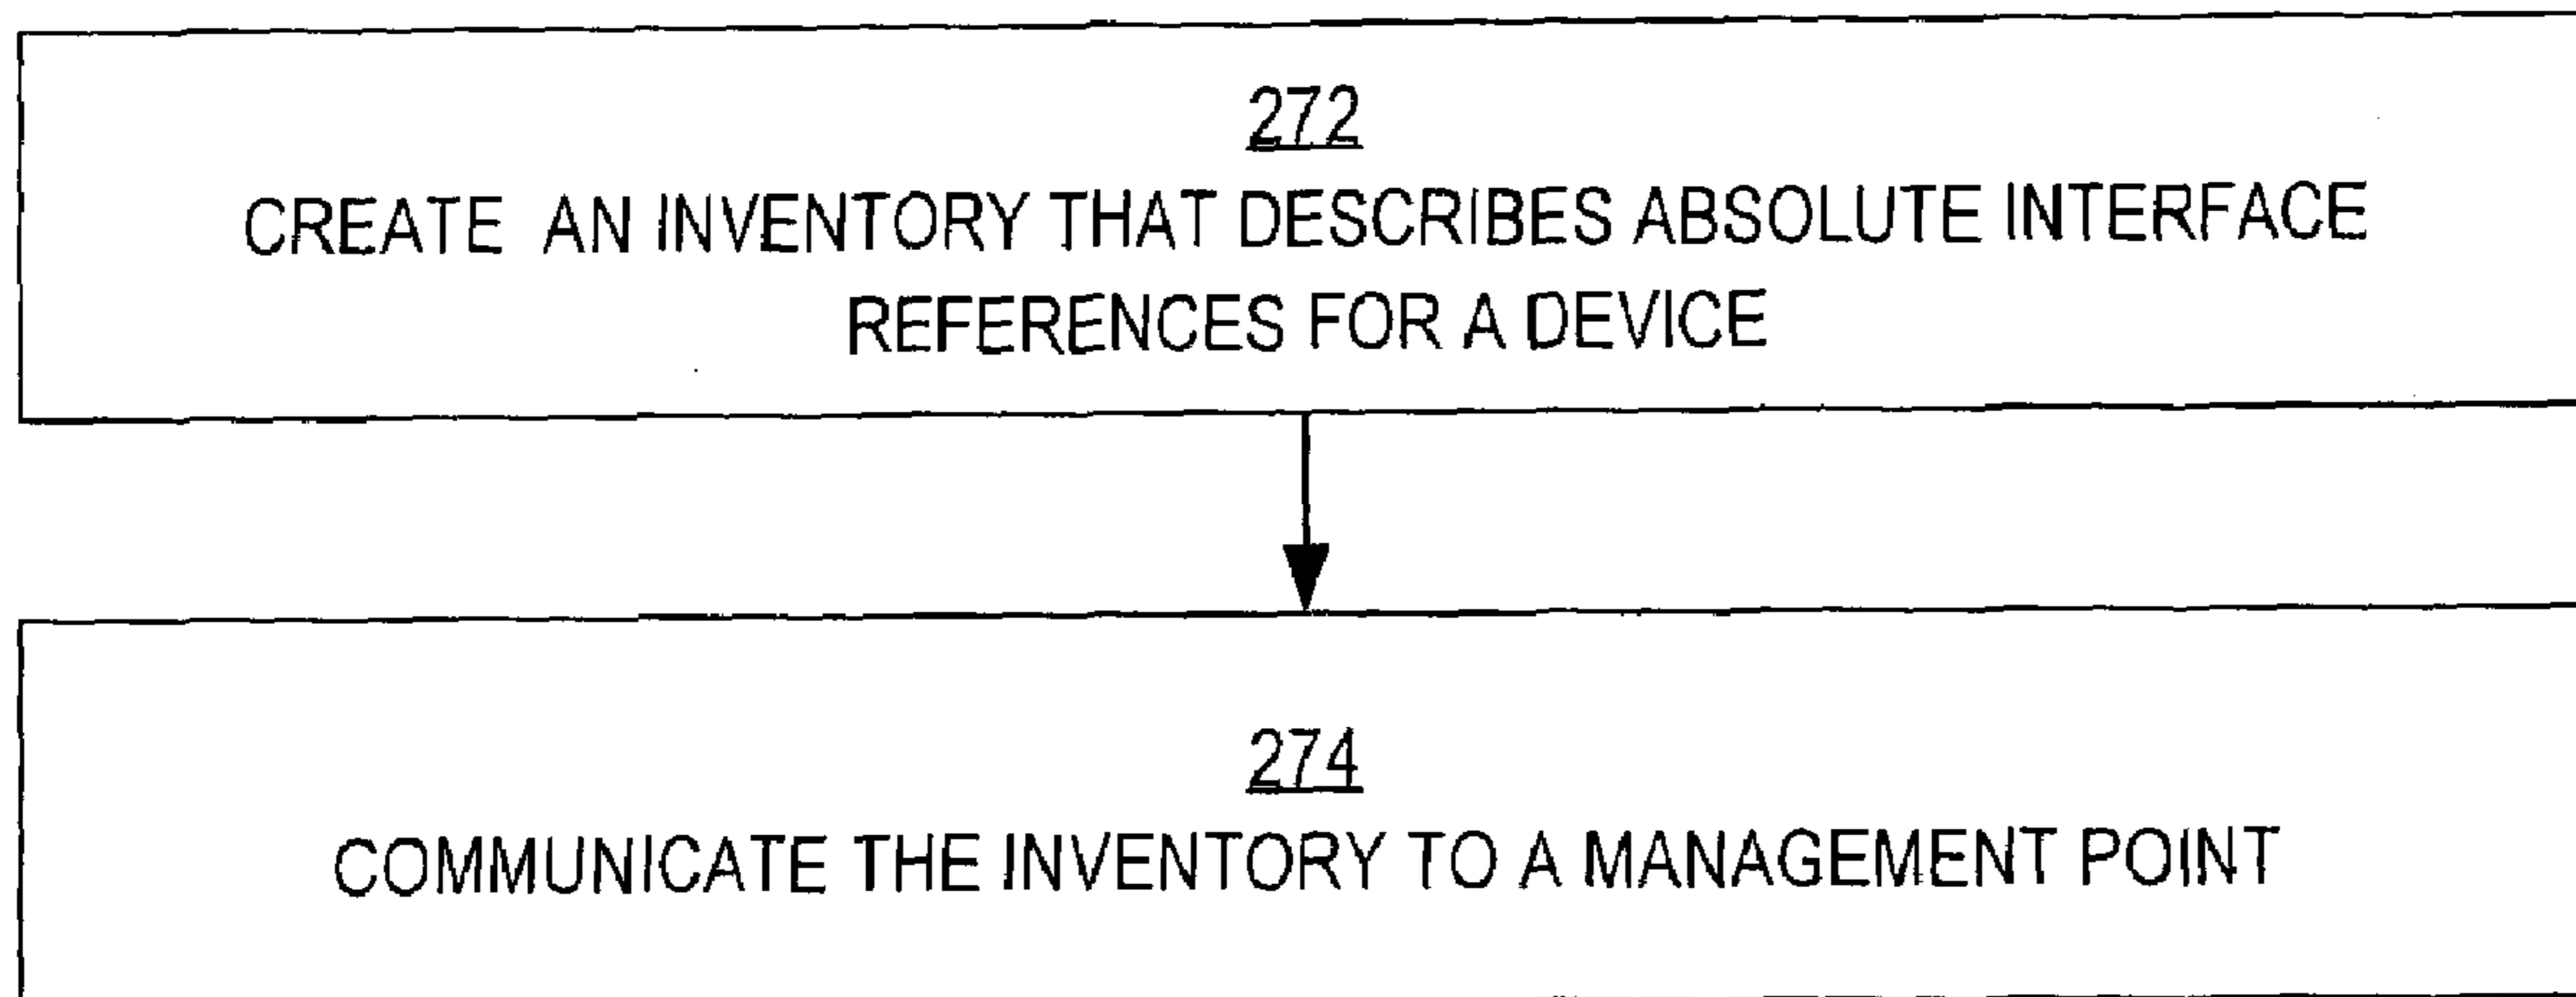 272
CREATE AN INVENTORY THAT DESCRIBES ABSOLUTE INTERFACE
REFERENCES FOR A DEVICE
274
COMMUNICATE THE INVENTORY TO A MANAGEMENT POINT